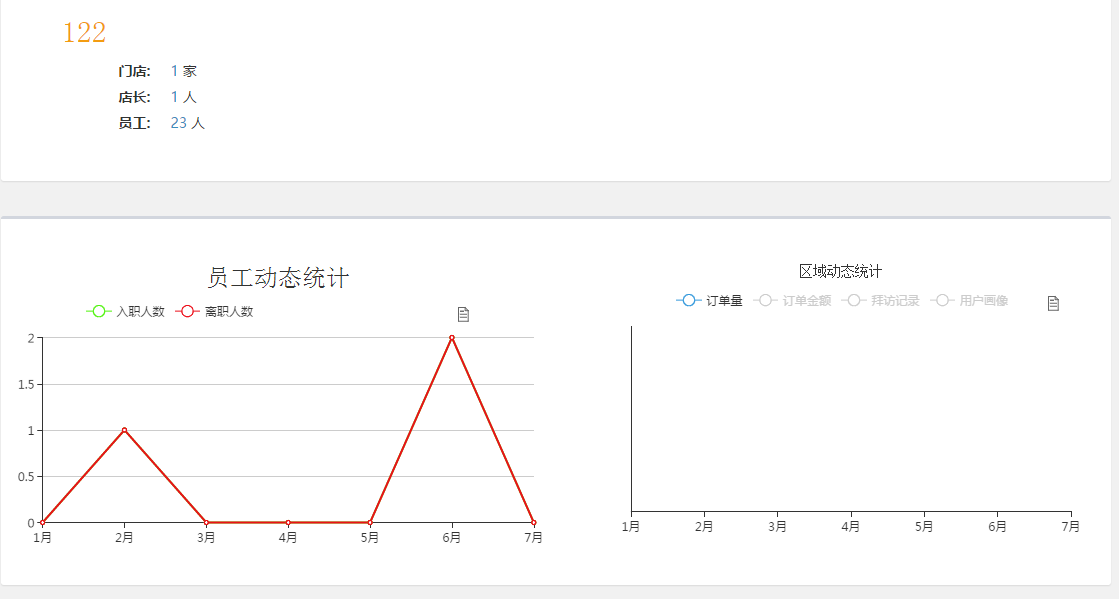 122
门店: 1 家
店长: 1 人
员工: 23 人
员工动态统计
入职人数 离职人数
2
1.5
1
0.5
0
1月 2月 3月 4月 5月 6月 7月
区域动态统计
订单量 订单金额 拜访记录 用户画像
1月 2月 3月 4月 5月 6月 7月